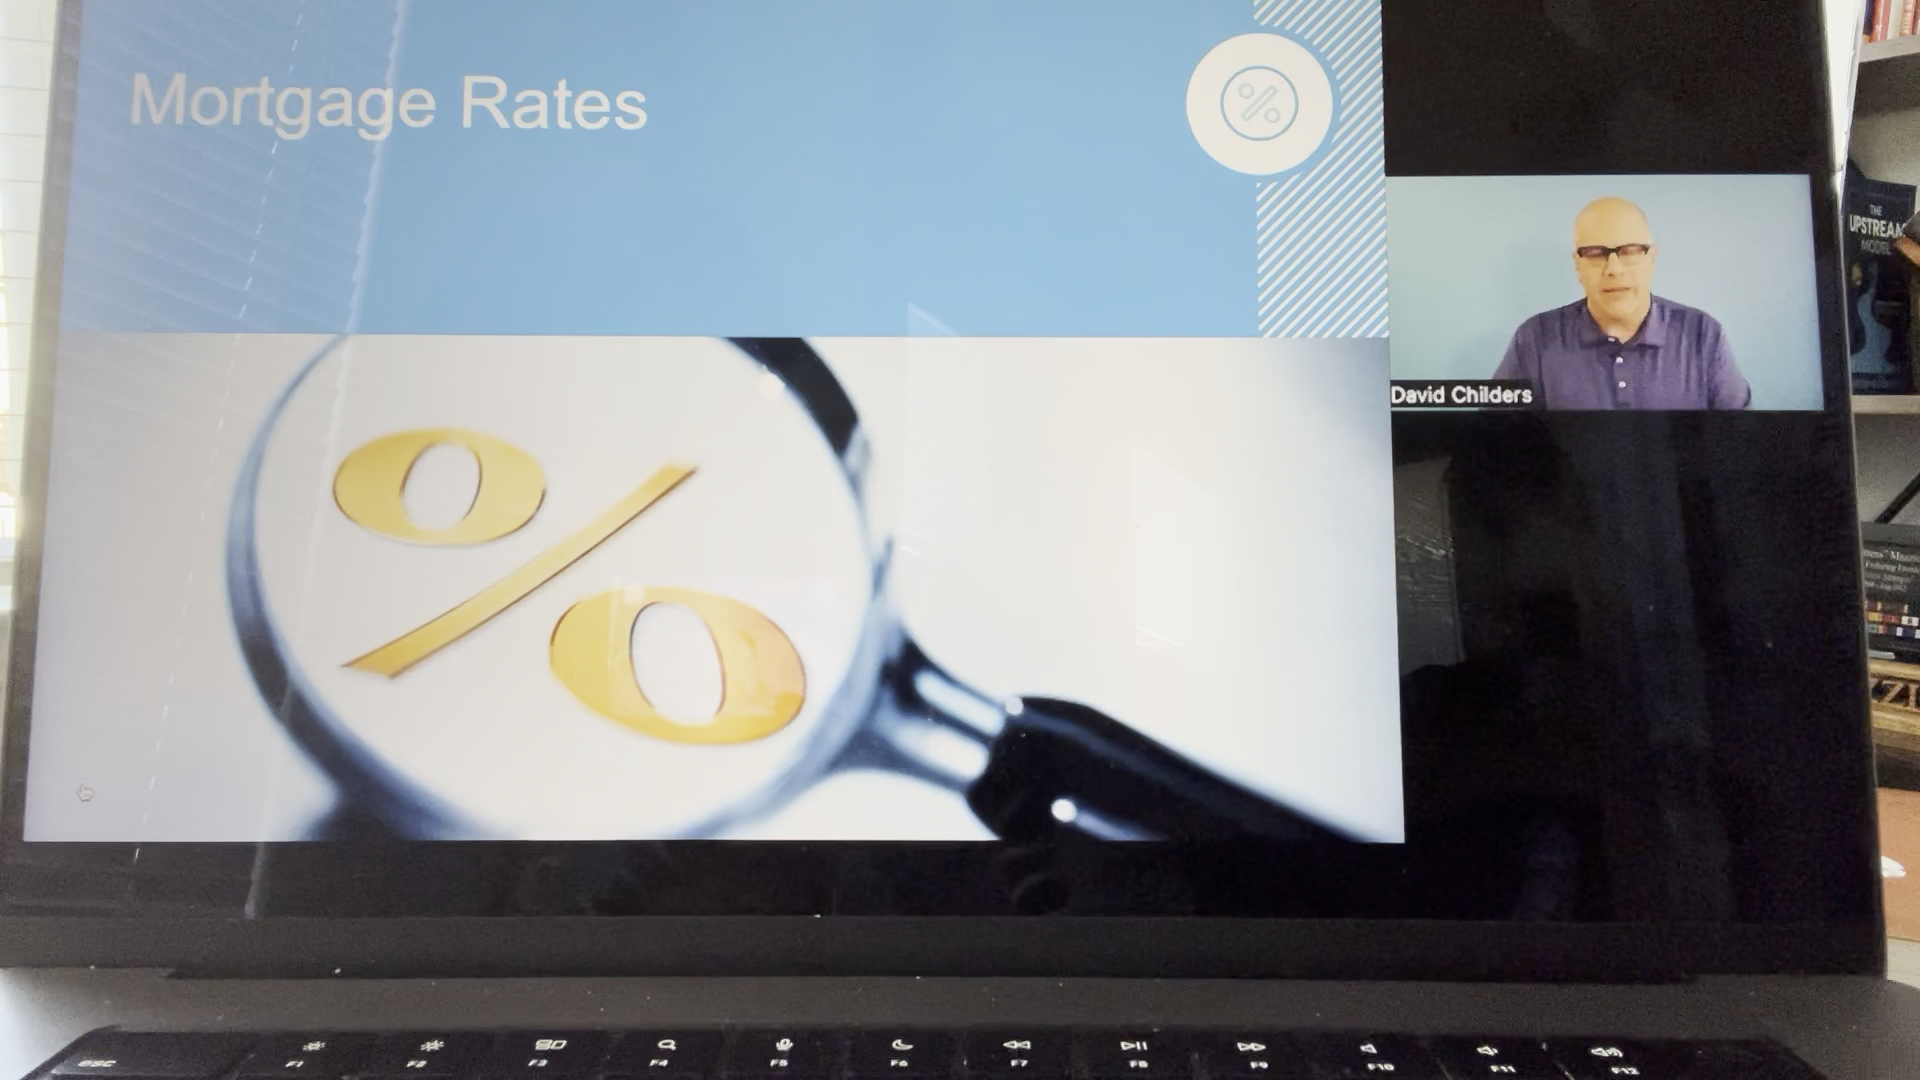 Mortgage Rates
%
David Childers
THE
UPSTREAM
MODEL
esc
F1
F2
F3
F4
F5
F6
F7
F8
F9
F10
F11
F12